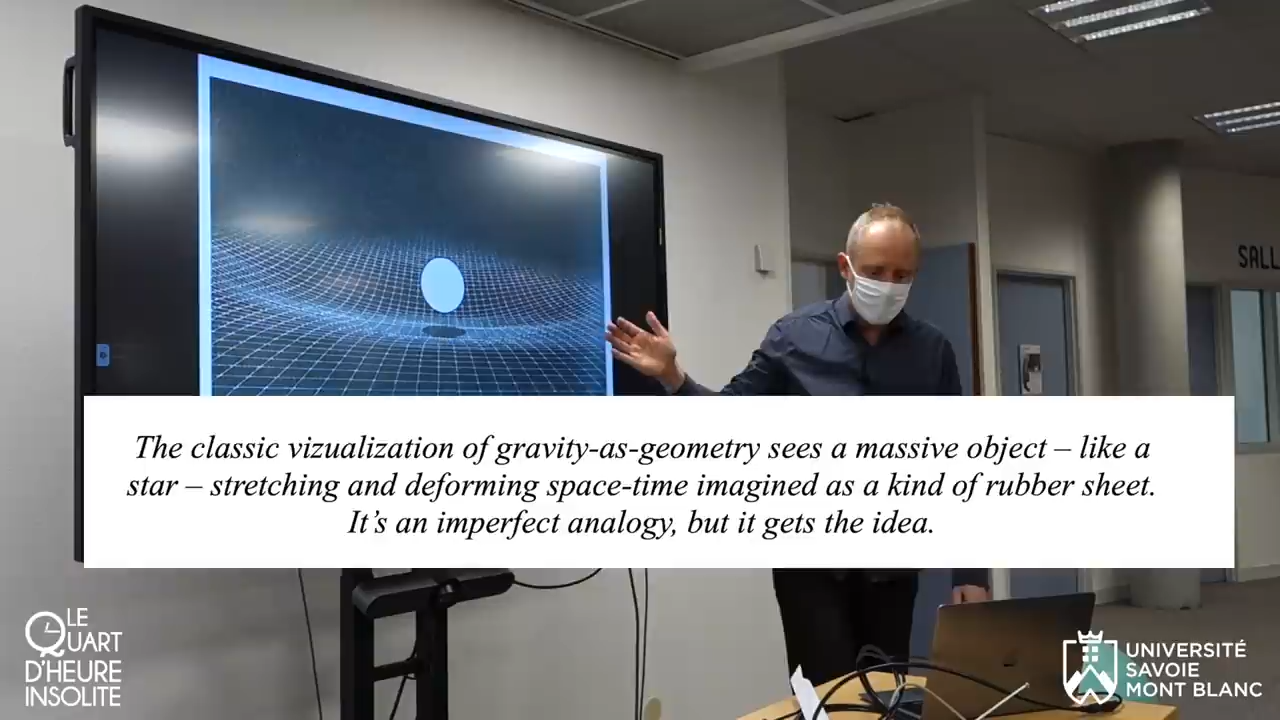 SALL
The classic vizualization of gravity-as-geometry sees a massive object – like a
star – stretching and deforming space-time imagined as a kind of rubber sheet.
It's an imperfect analogy, but it gets the idea.
LE
QUART
D'HEURE
INSOLITE
UNIVERSITÉ
SAVOIE
MONT BLANC